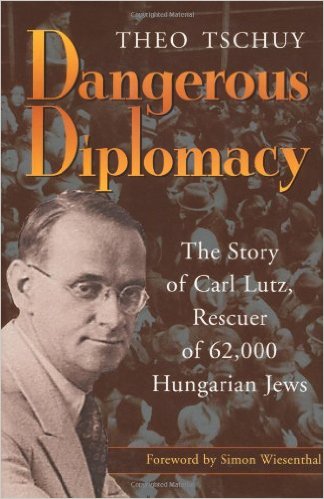 THEO TSCHUY
Dangerous
Diplomacy
The Story
of Carl Lutz,
Rescuer
of 62,000
Hungarian Jews
Foreword by Simon Wiesenthal